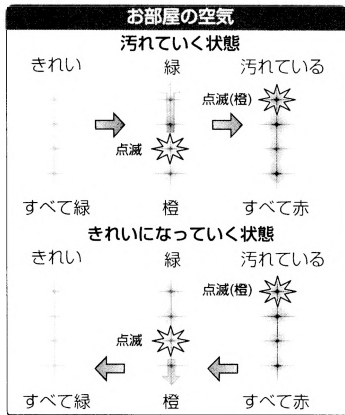 お部屋の空気
汚れていく状態
きれい 緑 汚れている
点滅(橙)
点滅
すべて緑 橙 すべて赤
きれいになっていく状態
きれい 緑 汚れている
点滅(橙)
点滅
すべて緑 橙 すべて赤